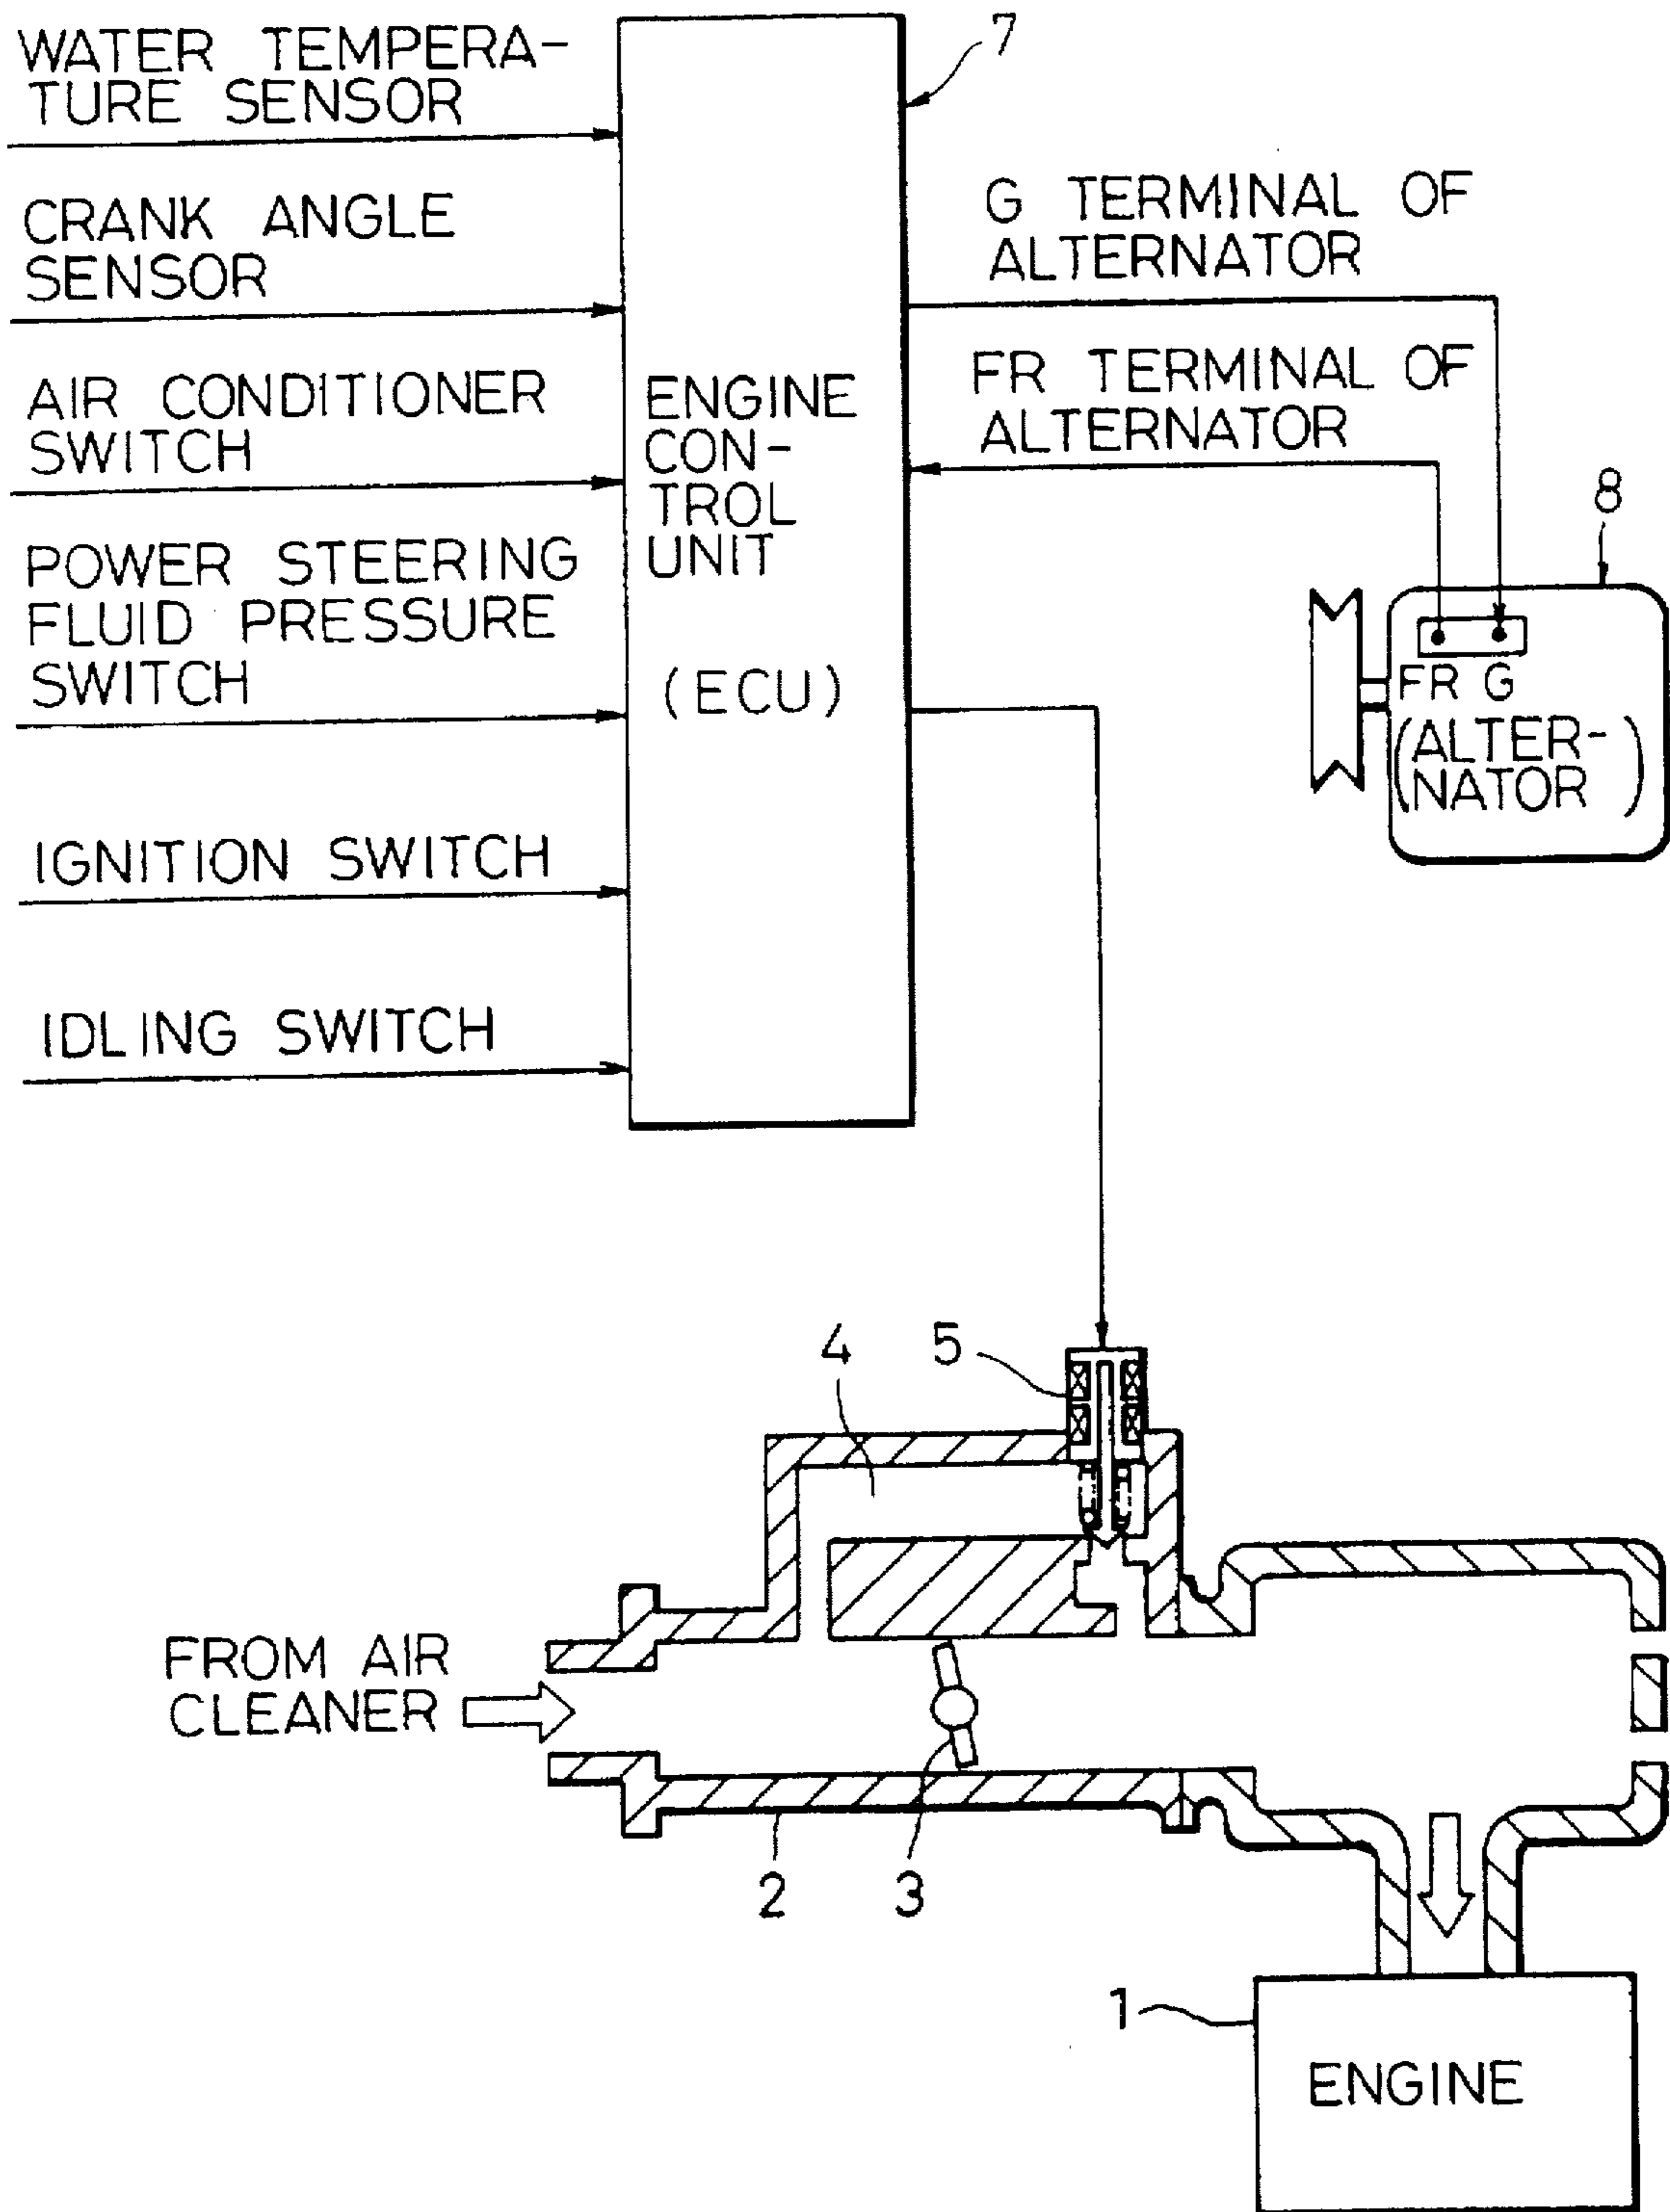 7
WATER TEMPERA-
TURE SENSOR
CRANK ANGLE
SENSOR
AIR CONDITIONER
SWITCH
POWER STEERING
FLUID PRESSURE
SWITCH
IGNITION SWITCH
IDLING SWITCH
ENGINE
CON-
TROL
UNIT
(ECU)
G TERMINAL OF
ALTERNATOR
FR TERMINAL OF
ALTERNATOR
8
FR G
(ALTER-
NATOR)
4
5
FROM AIR
CLEANER
2
3
1
ENGINE